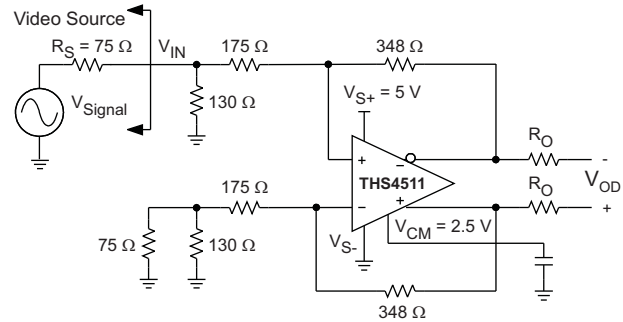 Video Source
R_S = 75 Ω
V_IN
175 Ω
348 Ω
130 Ω
V_Signal
V_S+ = 5 V
+
−
R_O
-
THS4511
V_OD
175 Ω
−
+
R_O
+
75 Ω
130 Ω
V_S-
V_CM = 2.5 V
348 Ω